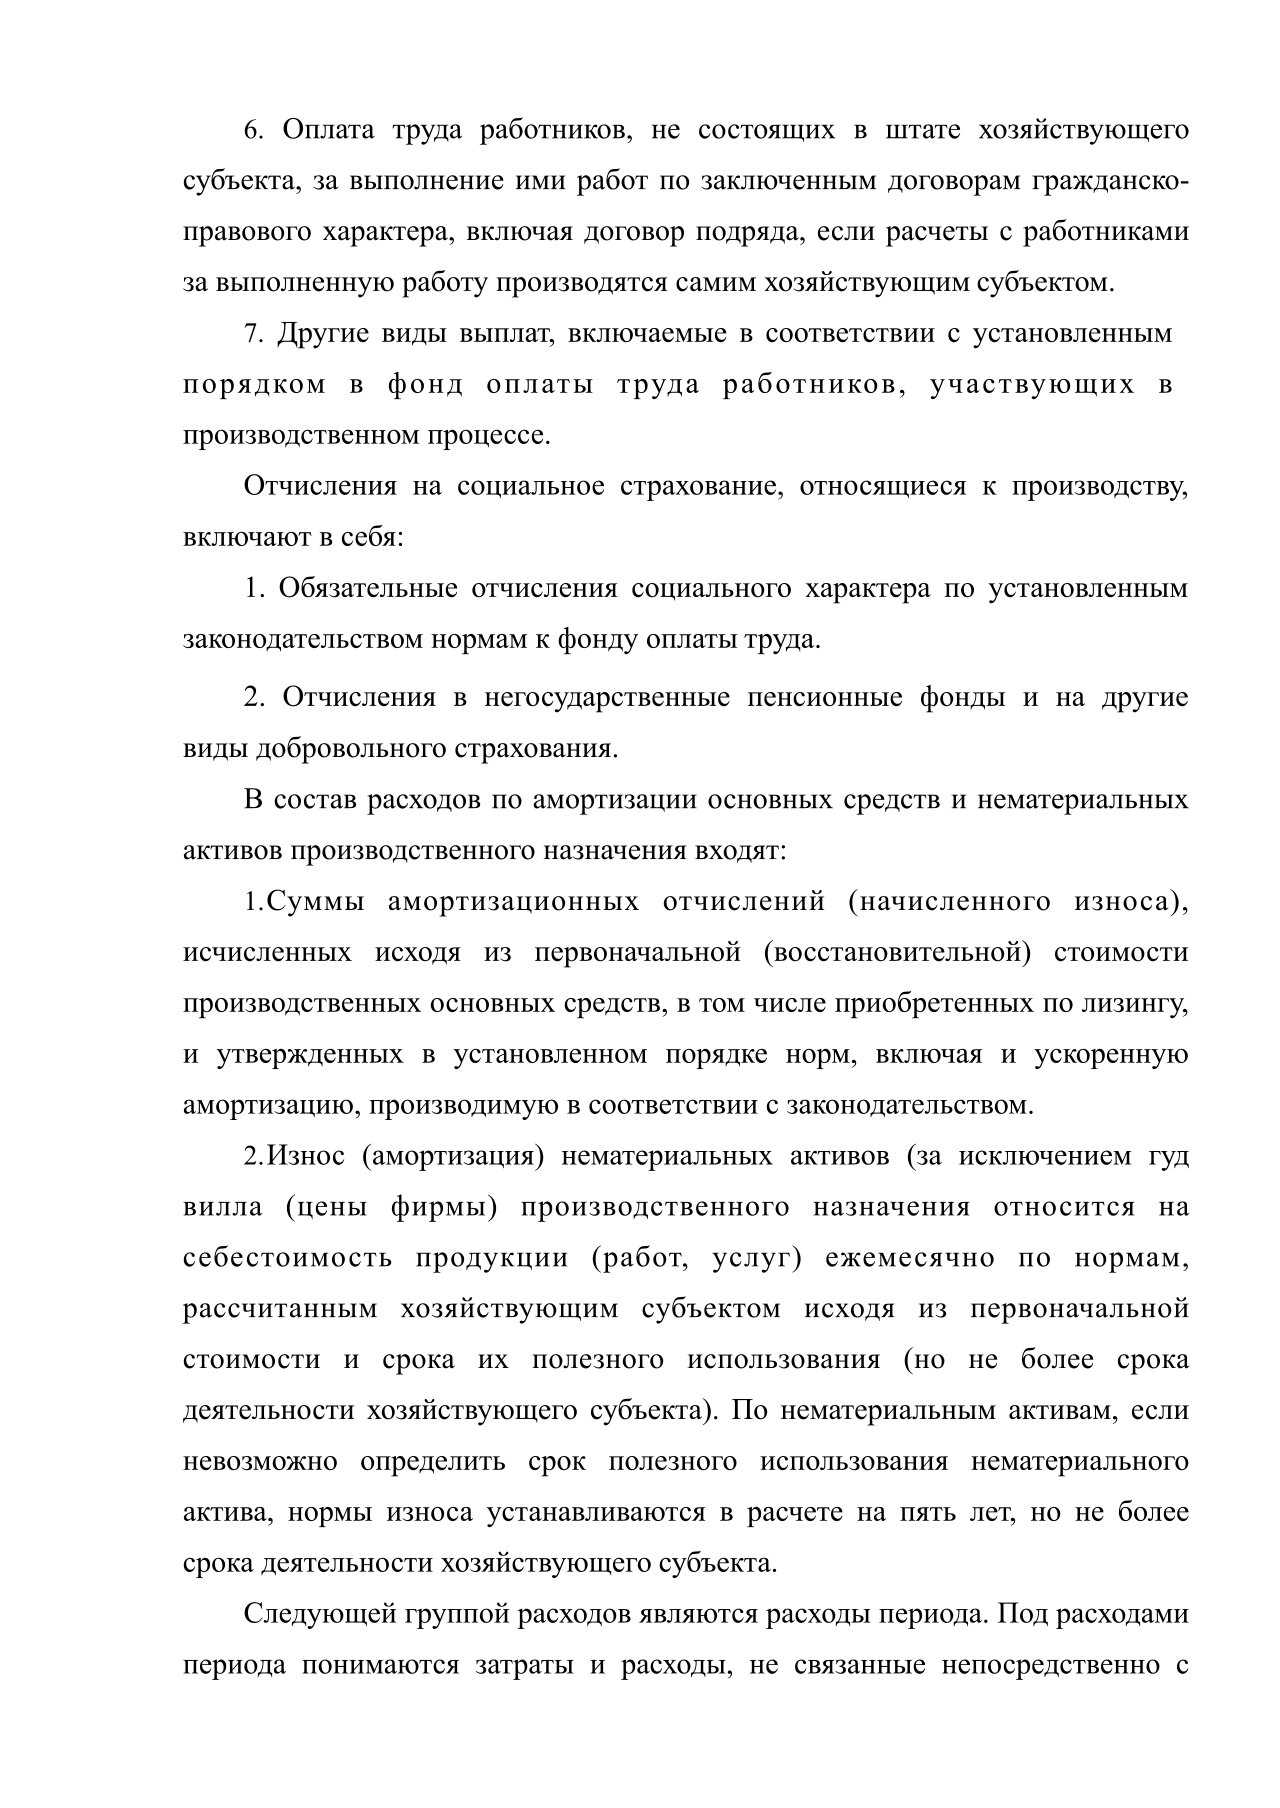 6. Оплата труда работников, не состоящих в штате хозяйствующего
субъекта, за выполнение ими работ по заключенным договорам гражданско-
правового характера, включая договор подряда, если расчеты с работниками
за выполненную работу производятся самим хозяйствующим субъектом.
7. Другие виды выплат, включаемые в соответствии с установленным
порядком в фонд оплаты труда работников, участвующих в
производственном процессе.
Отчисления на социальное страхование, относящиеся к производству,
включают в себя:
1. Обязательные отчисления социального характера по установленным
законодательством нормам к фонду оплаты труда.
2. Отчисления в негосударственные пенсионные фонды и на другие
виды добровольного страхования.
В состав расходов по амортизации основных средств и нематериальных
активов производственного назначения входят:
1.Суммы амортизационных отчислений (начисленного износа),
исчисленных исходя из первоначальной (восстановительной) стоимости
производственных основных средств, в том числе приобретенных по лизингу,
и утвержденных в установленном порядке норм, включая и ускоренную
амортизацию, производимую в соответствии с законодательством.
2.Износ (амортизация) нематериальных активов (за исключением гуд
вилла (цены фирмы) производственного назначения относится на
себестоимость продукции (работ, услуг) ежемесячно по нормам,
рассчитанным хозяйствующим субъектом исходя из первоначальной
стоимости и срока их полезного использования (но не более срока
деятельности хозяйствующего субъекта). По нематериальным активам, если
невозможно определить срок полезного использования нематериального
актива, нормы износа устанавливаются в расчете на пять лет, но не более
срока деятельности хозяйствующего субъекта.
Следующей группой расходов являются расходы периода. Под расходами
периода понимаются затраты и расходы, не связанные непосредственно с